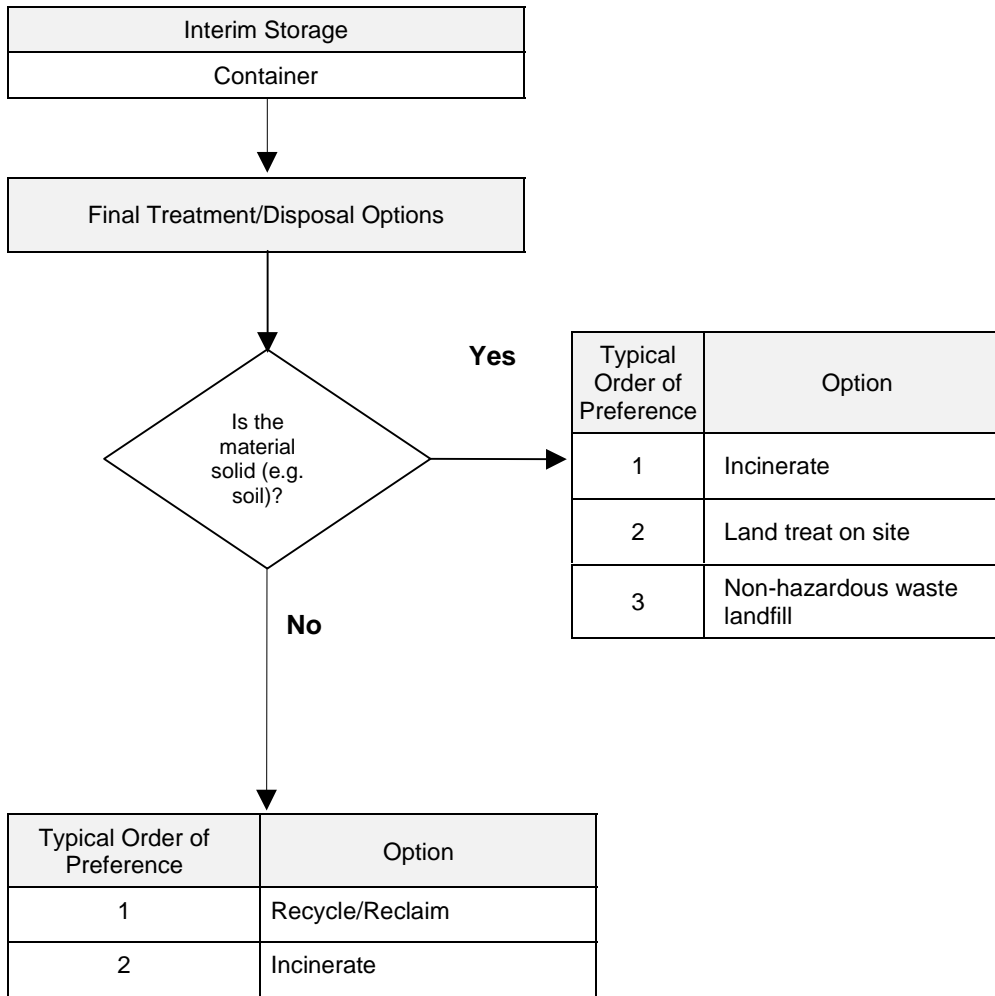 Interim Storage
Container
Final Treatment/Disposal Options
Is the
material
solid (e.g.
soil)?
Yes
Typical
Order of
Preference
Option
1
Incinerate
2
Land treat on site
3
Non-hazardous waste
landfill
No
Typical Order of
Preference
Option
1
Recycle/Reclaim
2
Incinerate